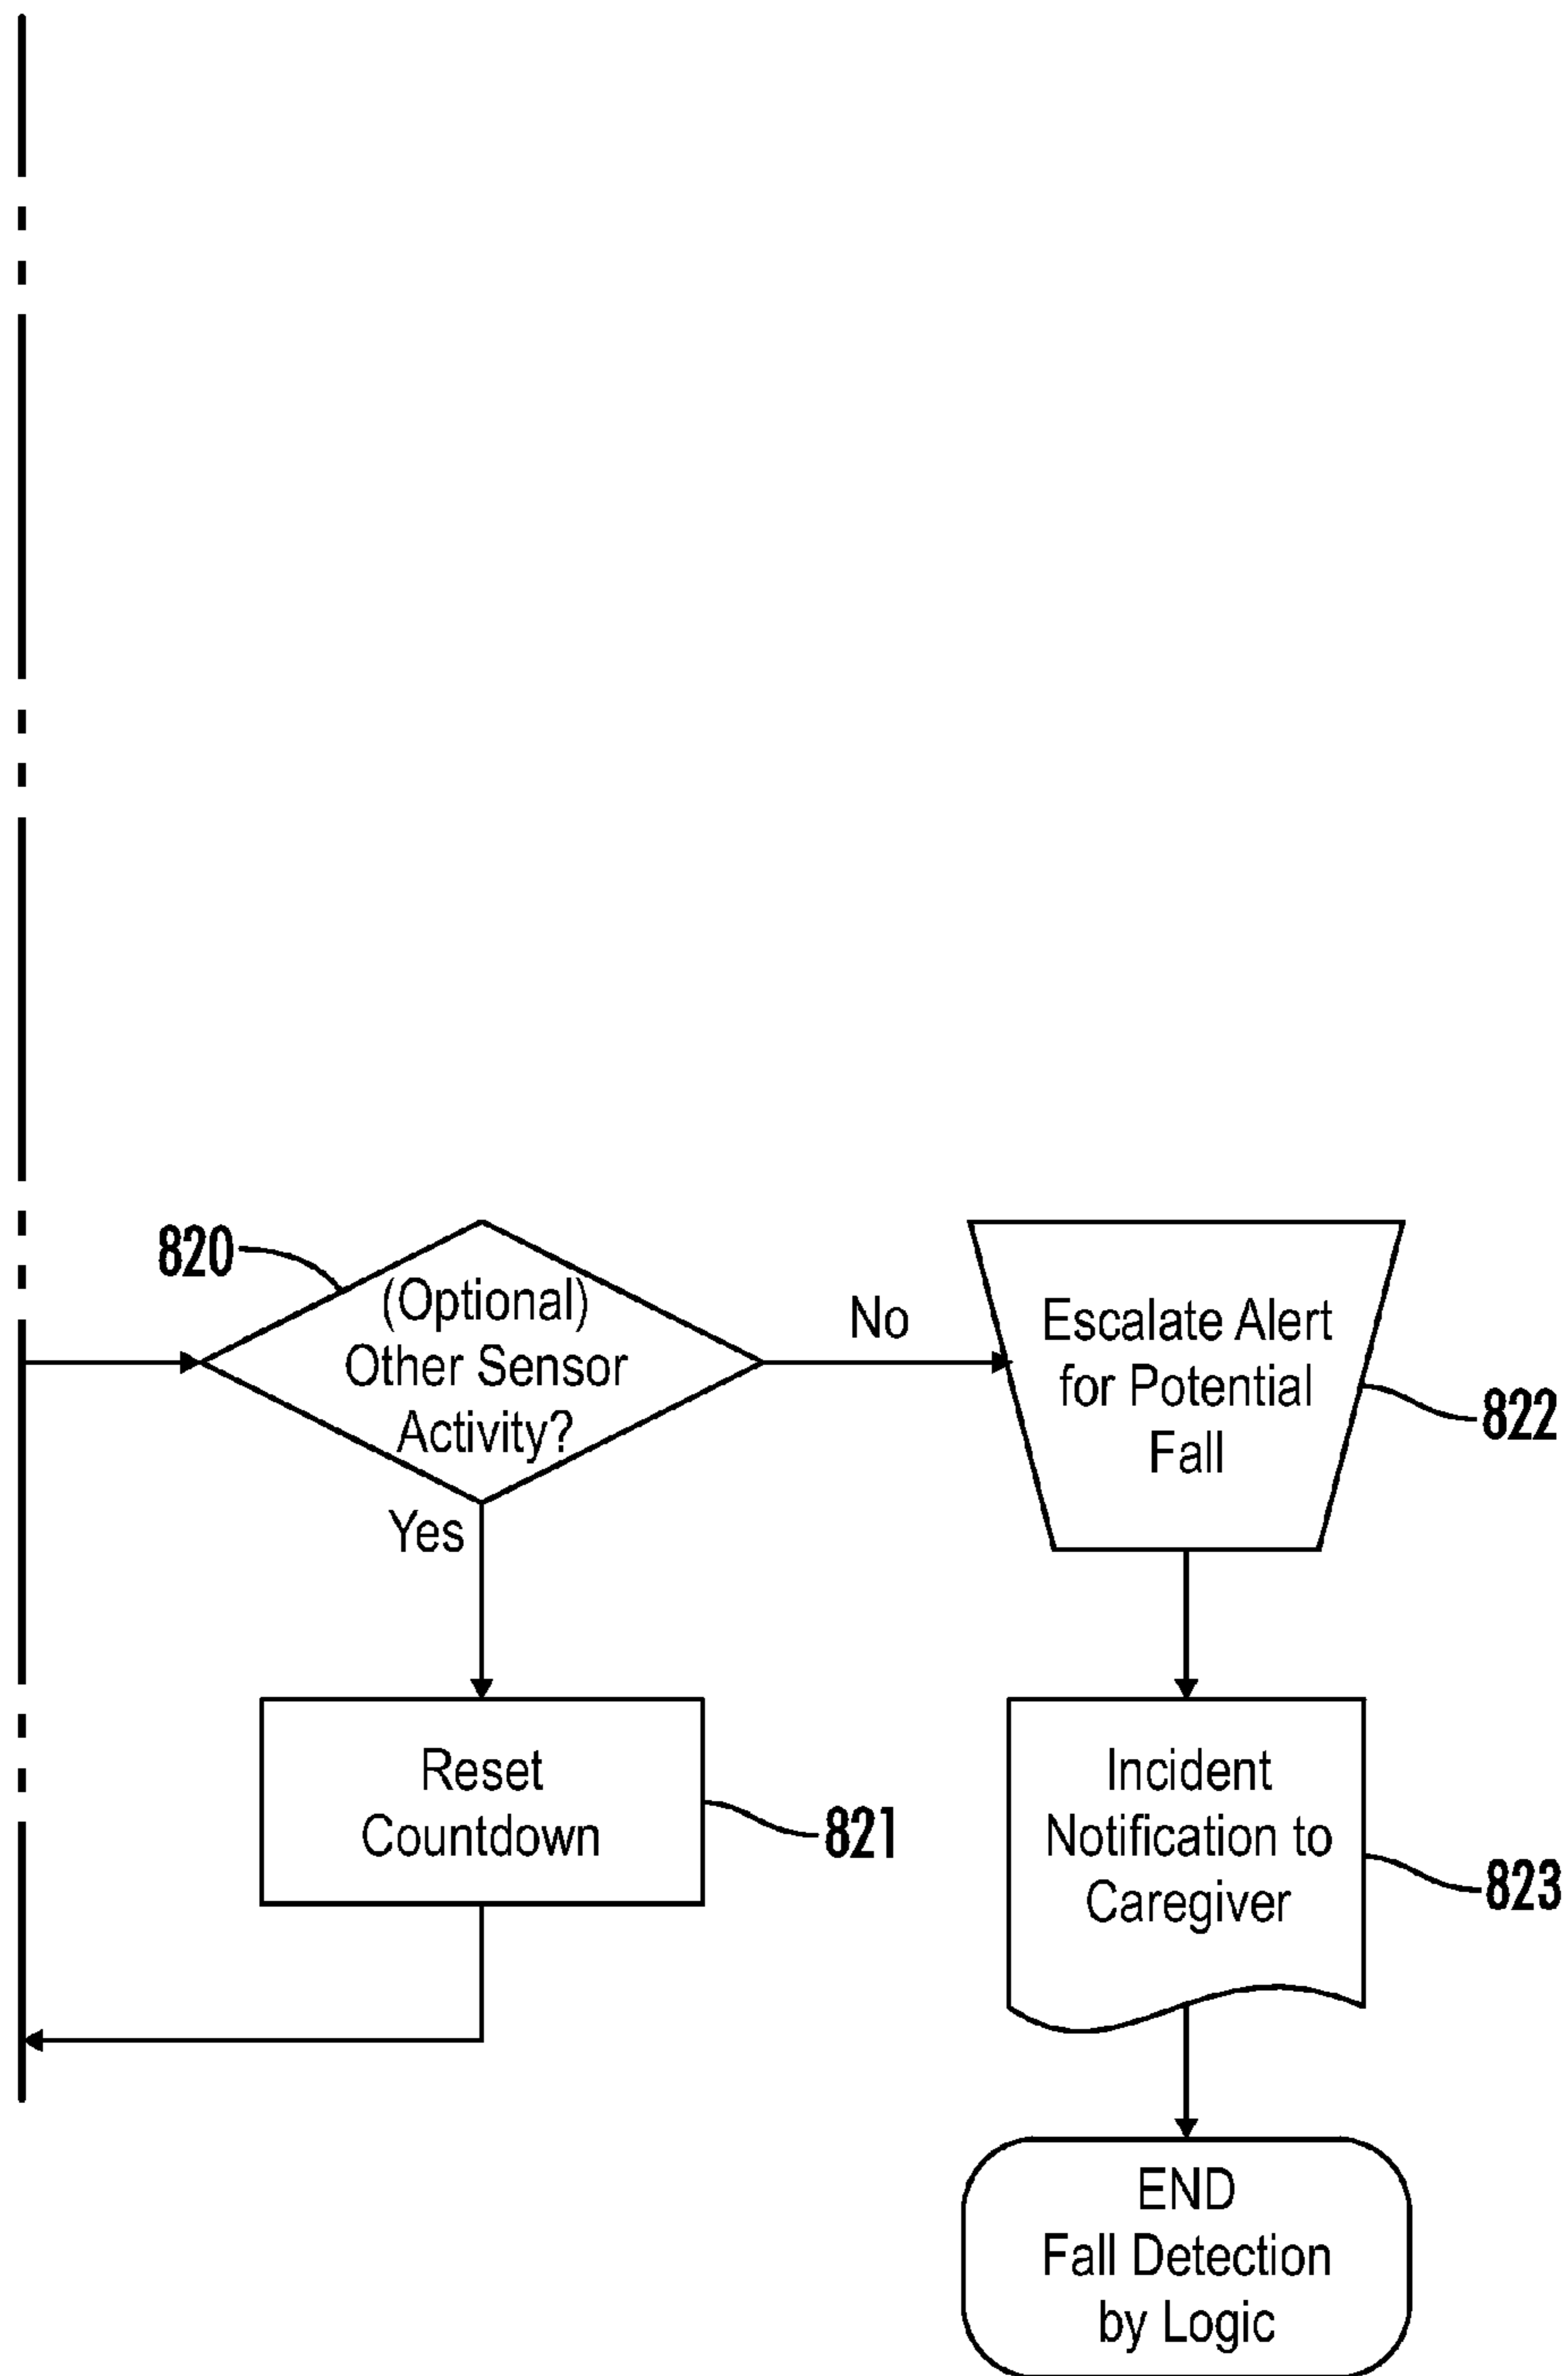 820
(Optional)
Other Sensor
Activity?
No
Yes
Escalate Alert
for Potential
Fall
822
Reset
Countdown
821
Incident
Notification to
Caregiver
823
END
Fall Detection
by Logic